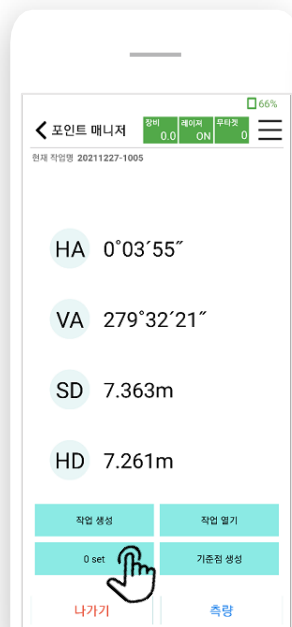 66%
포인트 매니저 장비 0.0 레이저 ON 무타겟 0
현재 작업명 20211227-1005
HA 0°03´55˝
VA 279°32´21˝
SD 7.363m
HD 7.261m
작업 생성 작업 열기
0 set 기준점 생성
나가기 측량